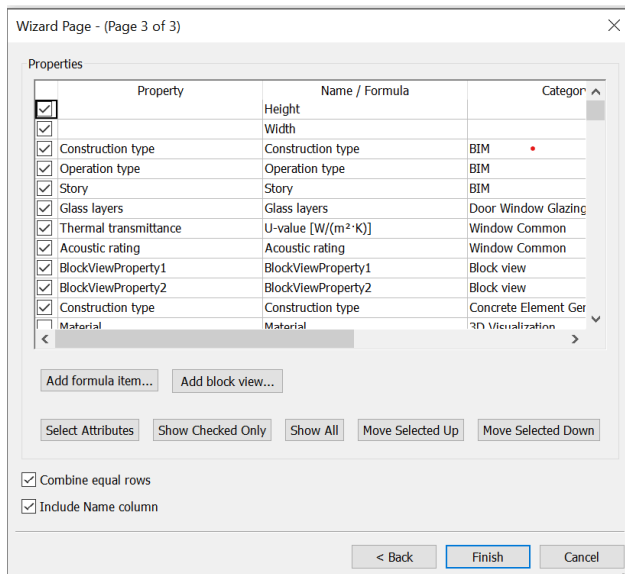 Wizard Page - (Page 3 of 3)
Properties
Property Name / Formula Categor
Height
Width
Construction type Construction type BIM
Operation type Operation type BIM
Story Story BIM
Glass layers Glass layers Door Window Glazing
Thermal transmittance U-value [W/(m²·K)] Window Common
Acoustic rating Acoustic rating Window Common
BlockViewProperty1 BlockViewProperty1 Block view
BlockViewProperty2 BlockViewProperty2 Block view
Construction type Construction type Concrete Element Ger
Material Material 3D Visualization
Add formula item... Add block view...
Select Attributes Show Checked Only Show All Move Selected Up Move Selected Down
Combine equal rows
Include Name column
< Back Finish Cancel